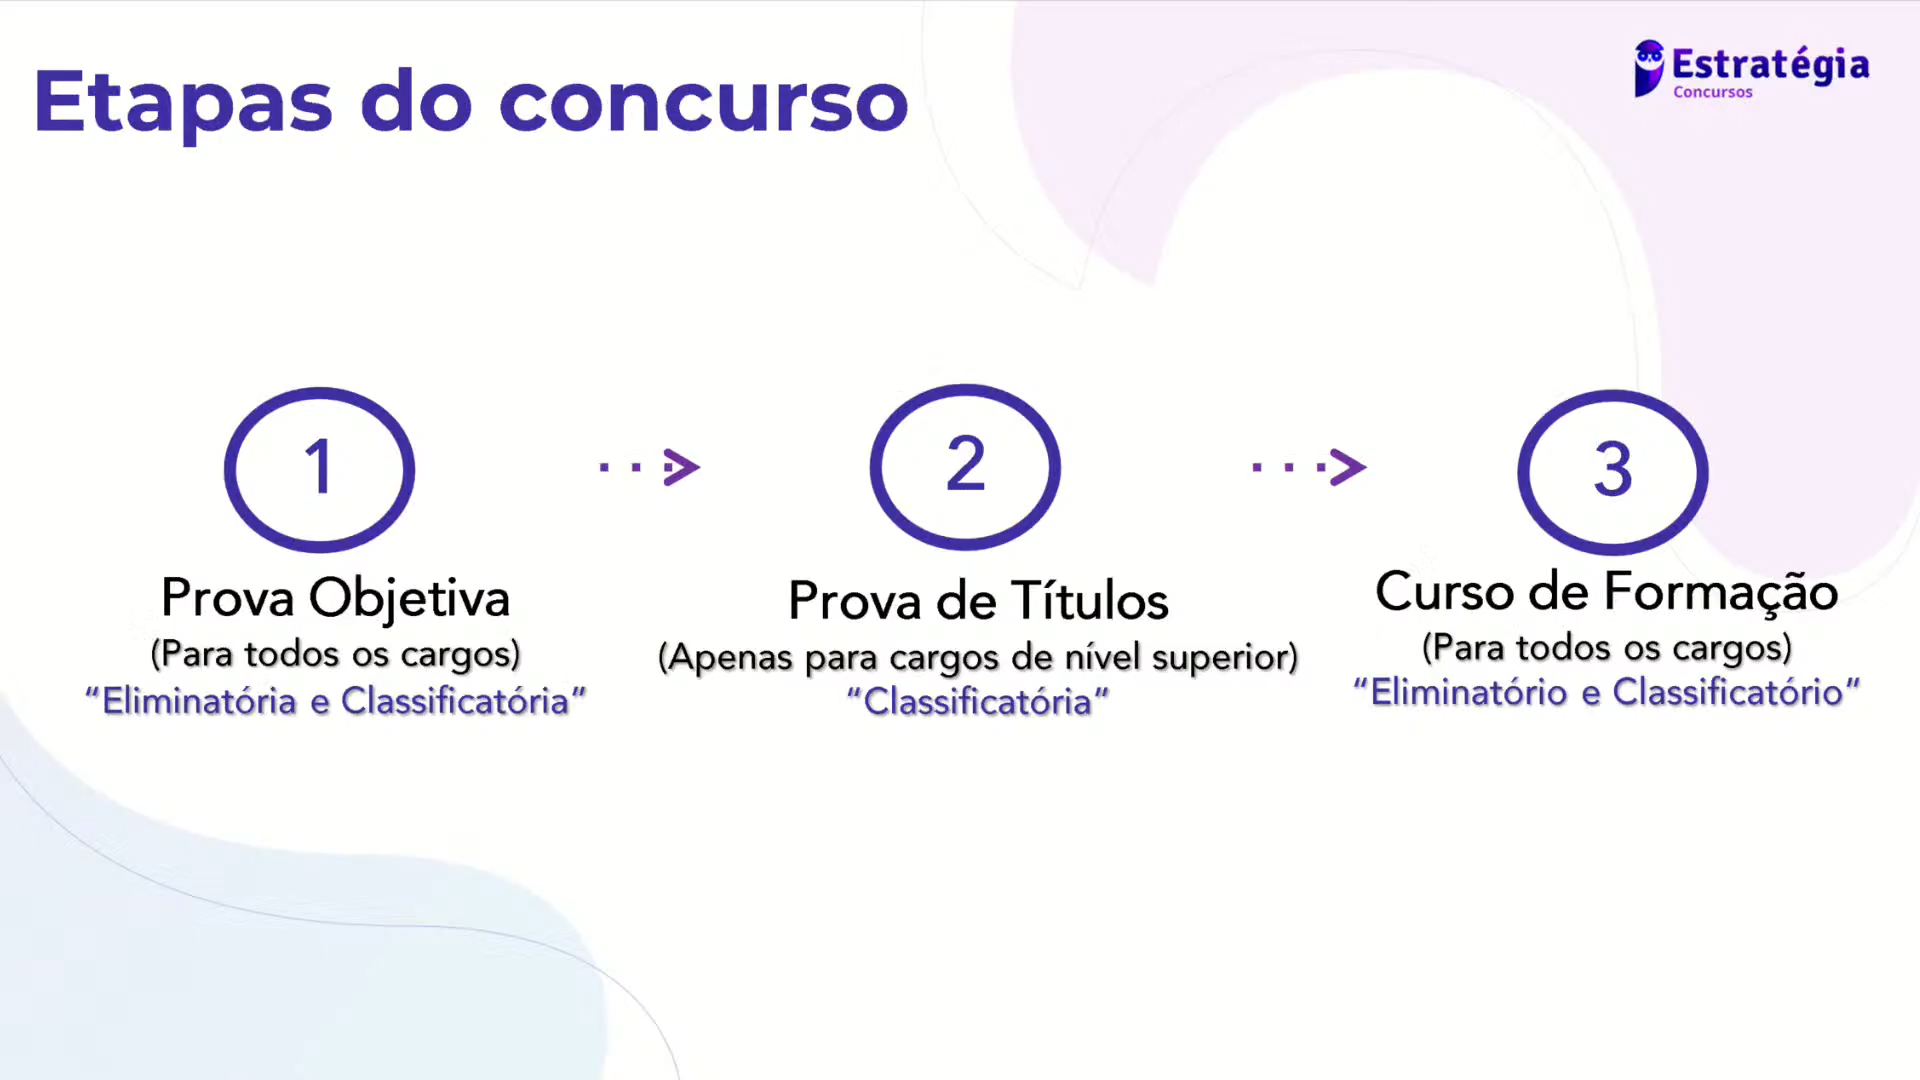 Etapas do concurso
Estratégia
Concursos
1
2
3
Prova Objetiva
(Para todos os cargos)
“Eliminatória e Classificatória”
Prova de Títulos
(Apenas para cargos de nível superior)
“Classificatória”
Curso de Formação
(Para todos os cargos)
“Eliminatório e Classificatório”